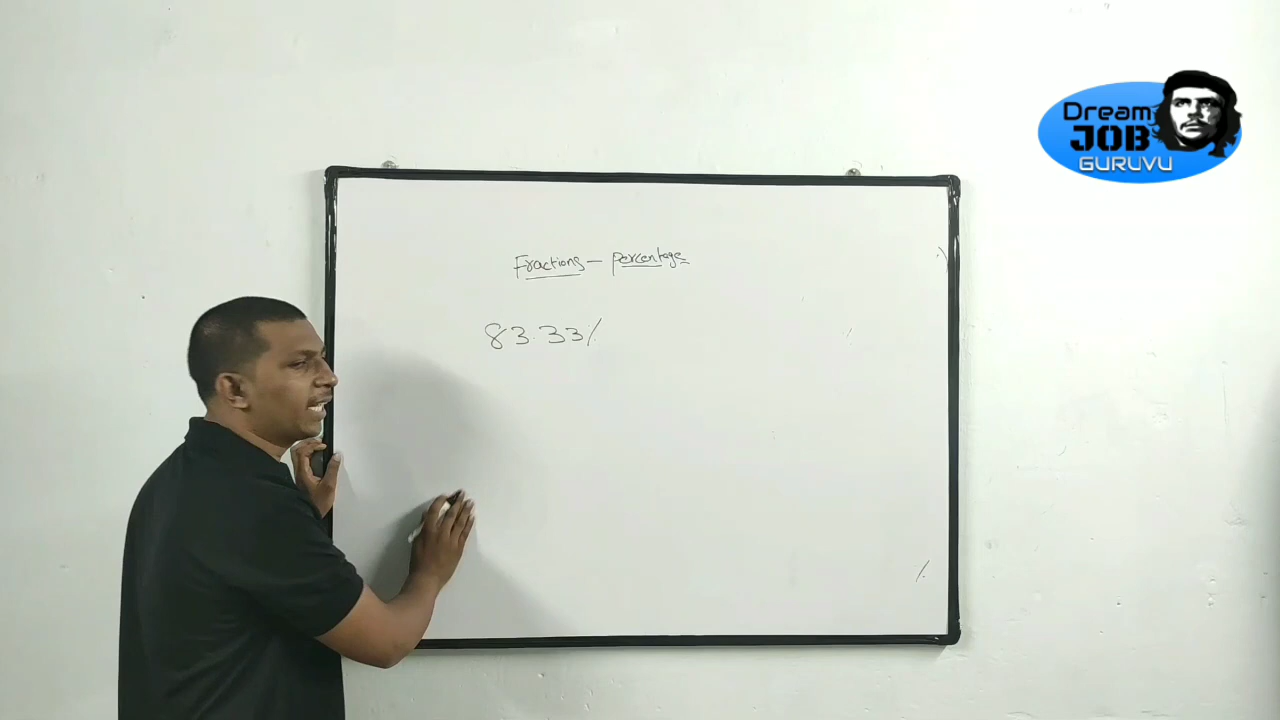 Fractions – percentage
83.33%
Dream
JOB
GURUVU